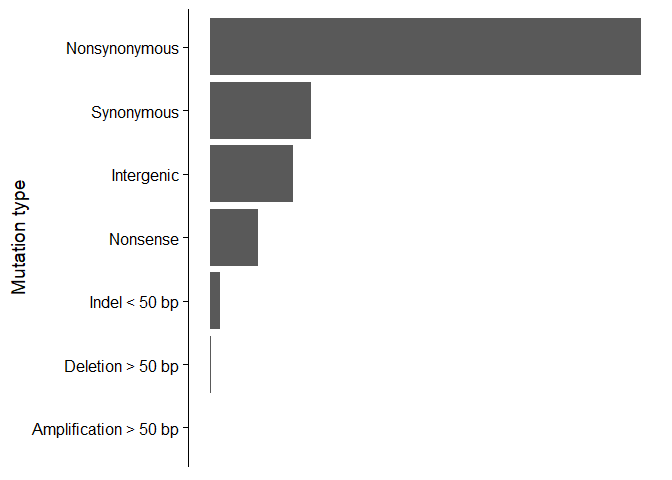 Nonsynonymous
Synonymous
Intergenic
Nonsense
Indel < 50 bp
Deletion > 50 bp
Amplification > 50 bp
Mutation type